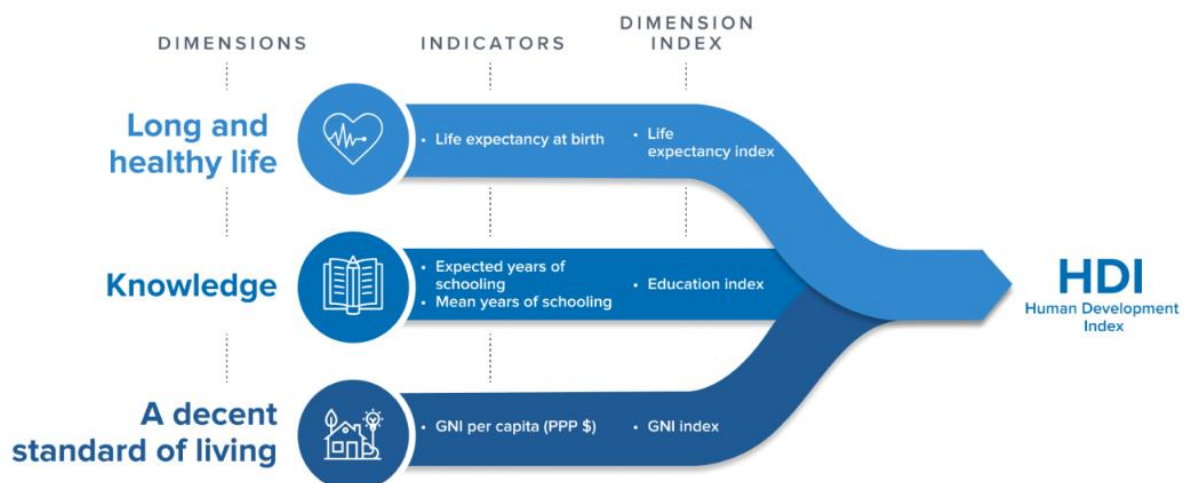 DIMENSIONS
INDICATORS
DIMENSION
INDEX
Long and
healthy life
• Life expectancy at birth
• Life
expectancy index
Knowledge
• Expected years of
schooling
• Mean years of schooling
• Education index
HDI
Human Development
Index
A decent
standard of living
• GNI per capita (PPP $)
• GNI index